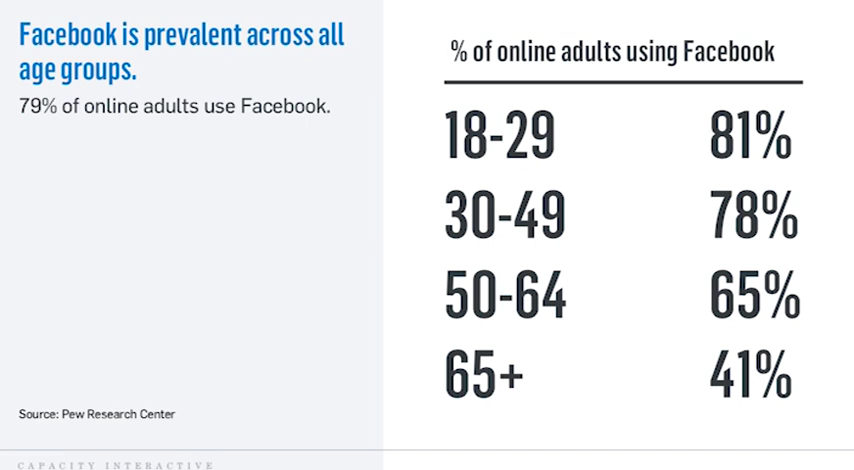 Facebook is prevalent across all
age groups.
79% of online adults use Facebook.
% of online adults using Facebook
18-29 81%
30-49 78%
50-64 65%
65+ 41%
Source: Pew Research Center
CAPACITY INTERACTIVE